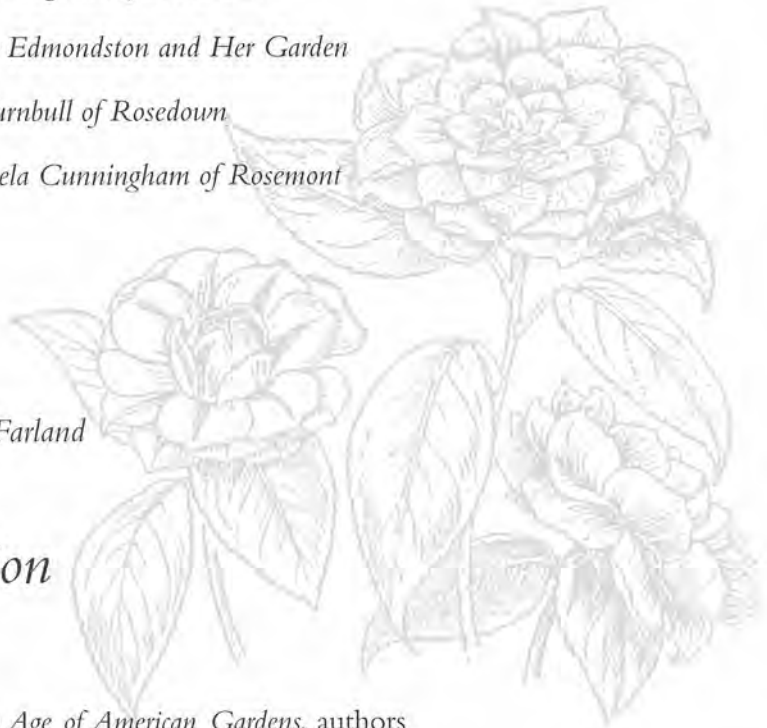 Edmondston and Her Garden
urnbull of Rosedown
ela Cunningham of Rosemont
Farland
on
Age of American Gardens, authors